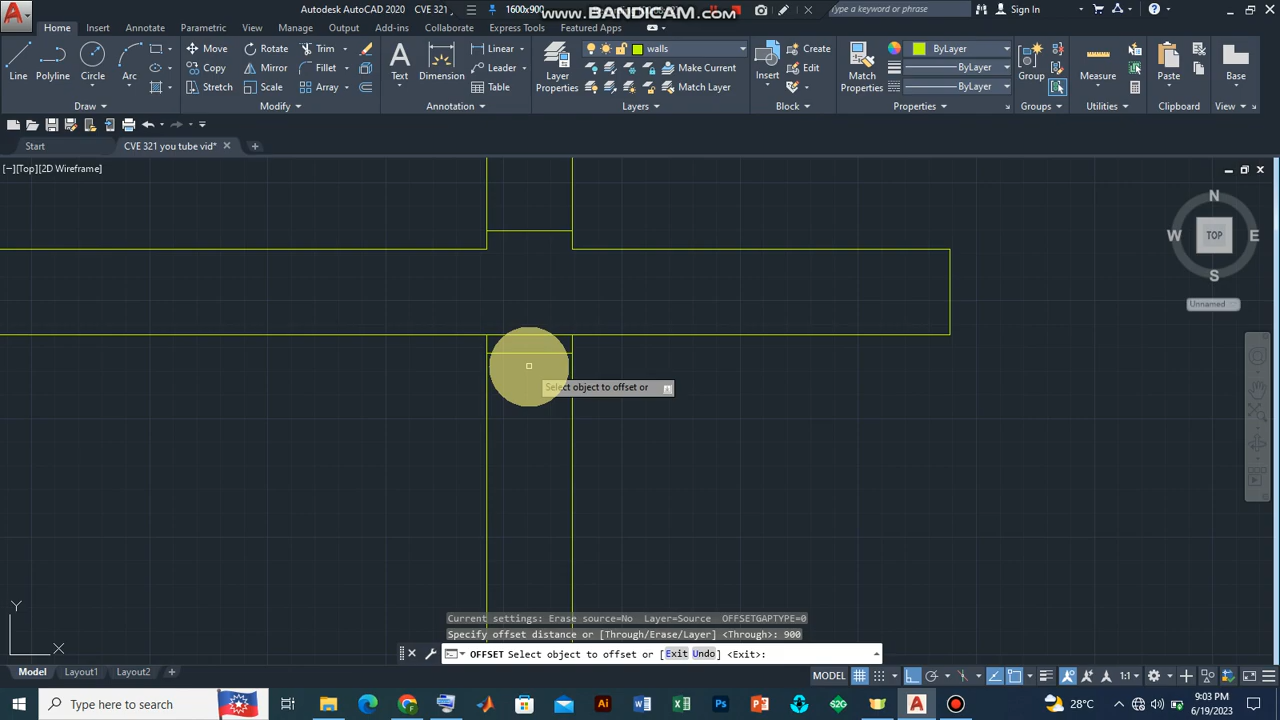 Autodesk AutoCAD 2020 CVE 321 1600x900 www.BANDICAM.com Type a keyword or phrase Sign In
Home Insert Annotate Parametric View Manage Output Add-ins Collaborate Express Tools Featured Apps
Line Polyline Circle Arc
Move Rotate Trim
Copy Mirror Fillet
Stretch Scale Array
Text Dimension
Linear
Leader
Table
Layer
Properties
walls
Make Current
Match Layer
Insert
Create
Edit
Match
Properties
ByLayer
ByLayer
ByLayer
Group
Measure
Paste
Base
Draw Modify Annotation Layers Block Properties Groups Utilities Clipboard View
Start CVE 321 you tube vid*
[−][Top][2D Wireframe]
N
W TOP E
S
Unnamed
Select object to offset or
Y
X
Current settings: Erase source=No Layer=Source OFFSETGAPTYPE=0
Specify offset distance or [Through/Erase/Layer] <Through>: 900
OFFSET Select object to offset or [Exit Undo] <Exit>:
Model Layout1 Layout2 MODEL 1:1
Type here to search Ai Ps S2G 28°C 9:03 PM
6/19/2023